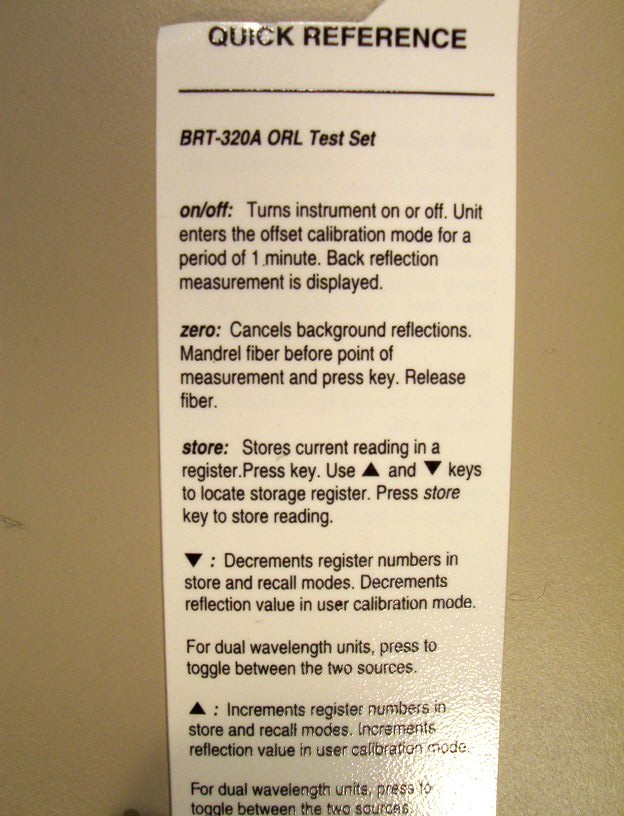 QUICK REFERENCE
BRT-320A ORL Test Set
on/off: Turns instrument on or off. Unit
enters the offset calibration mode for a
period of 1 minute. Back reflection
measurement is displayed.
zero: Cancels background reflections.
Mandrel fiber before point of
measurement and press key. Release
fiber.
store: Stores current reading in a
register.Press key. Use ▲ and ▼ keys
to locate storage register. Press store
key to store reading.
▼ : Decrements register numbers in
store and recall modes. Decrements
reflection value in user calibration mode.
For dual wavelength units, press to
toggle between the two sources.
▲ : Increments register numbers in
store and recall modes. Increments
reflection value in user calibration mode.
For dual wavelength units, press to
toggle between the two sources.